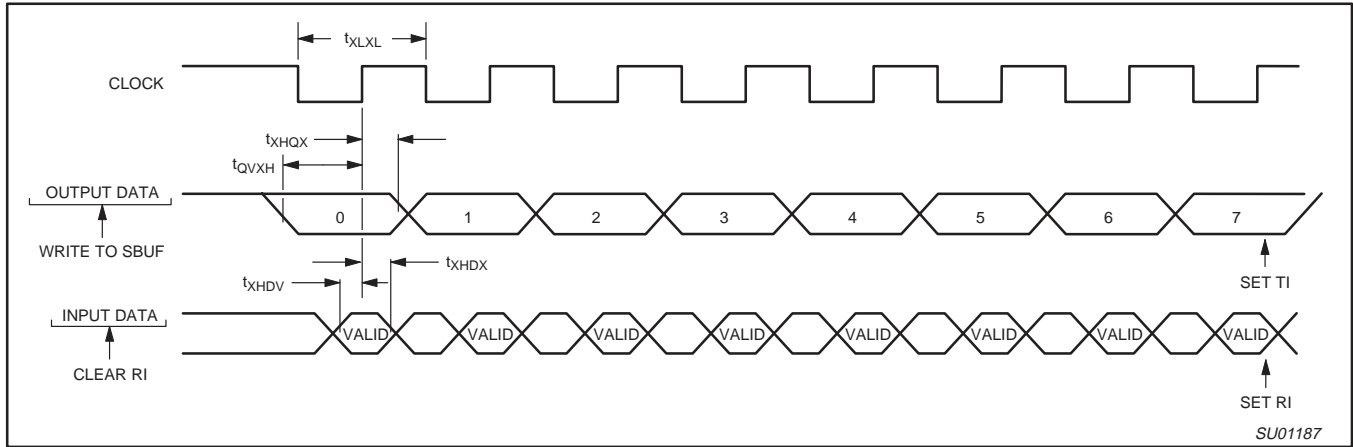 tXLXL
CLOCK
tXHQX
tQVXH
OUTPUT DATA
0 1 2 3 4 5 6 7
WRITE TO SBUF
tXHDX
tXHDV
SET TI
INPUT DATA
VALID VALID VALID VALID VALID VALID VALID VALID
CLEAR RI
SET RI
SU01187